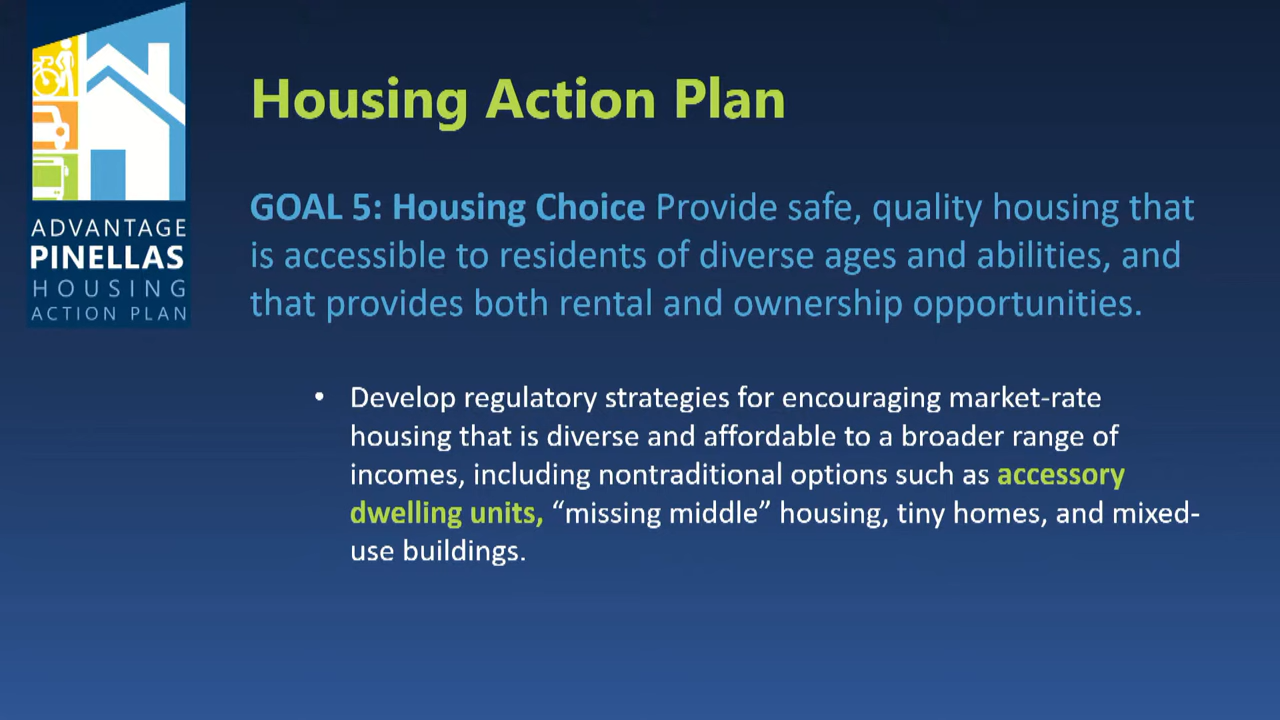 Housing Action Plan
ADVANTAGE
PINELLAS
HOUSING
ACTION PLAN
GOAL 5: Housing Choice Provide safe, quality housing that
is accessible to residents of diverse ages and abilities, and
that provides both rental and ownership opportunities.
• Develop regulatory strategies for encouraging market-rate
housing that is diverse and affordable to a broader range of
incomes, including nontraditional options such as accessory
dwelling units, “missing middle” housing, tiny homes, and mixed-
use buildings.